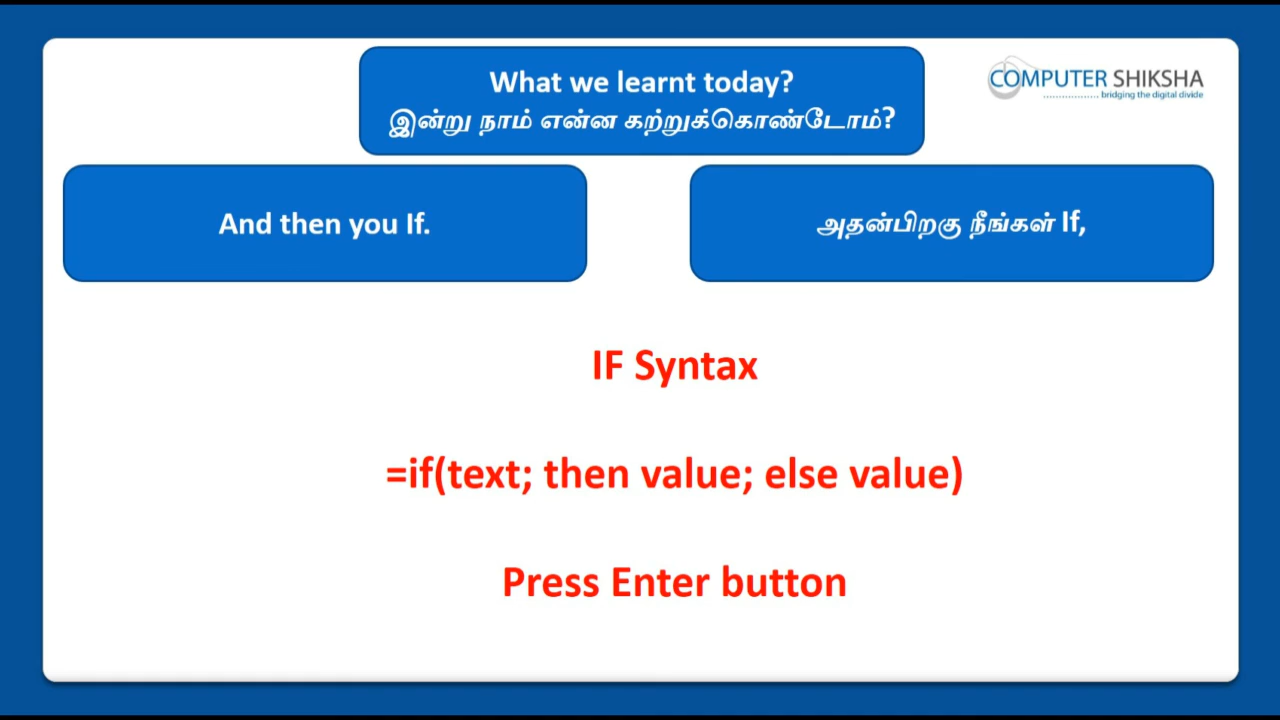 What we learnt today?
இன்று நாம் என்ன கற்றுக்கொண்டோம்?
COMPUTER SHIKSHA
bridging the digital divide
And then you If.
அதன்பிறகு நீங்கள் If,
IF Syntax
=if(text; then value; else value)
Press Enter button